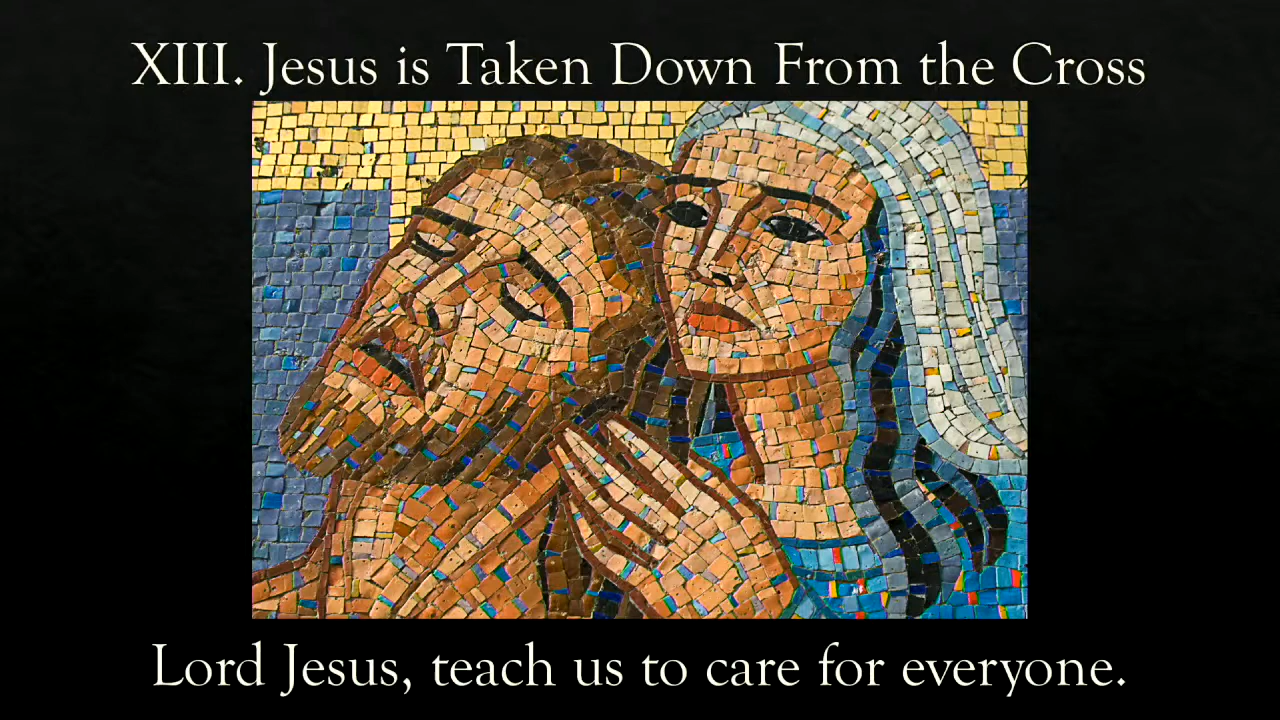 XIII. Jesus is Taken Down From the Cross
Lord Jesus, teach us to care for everyone.